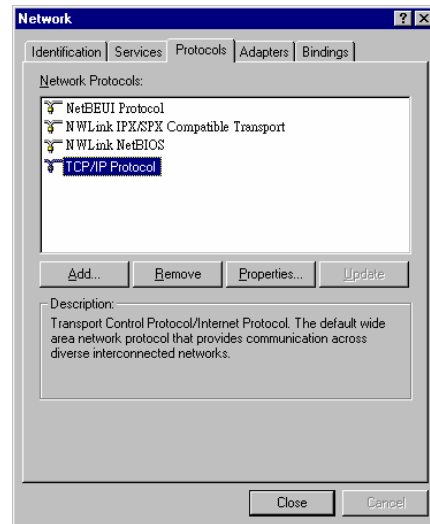 Network
Identification Services Protocols Adapters Bindings
Network Protocols:
NetBEUI Protocol
NWLink IPX/SPX Compatible Transport
NWLink NetBIOS
TCP/IP Protocol
Add... Remove Properties... Update
Description:
Transport Control Protocol/Internet Protocol. The default wide
area network protocol that provides communication across
diverse interconnected networks.
Close Cancel